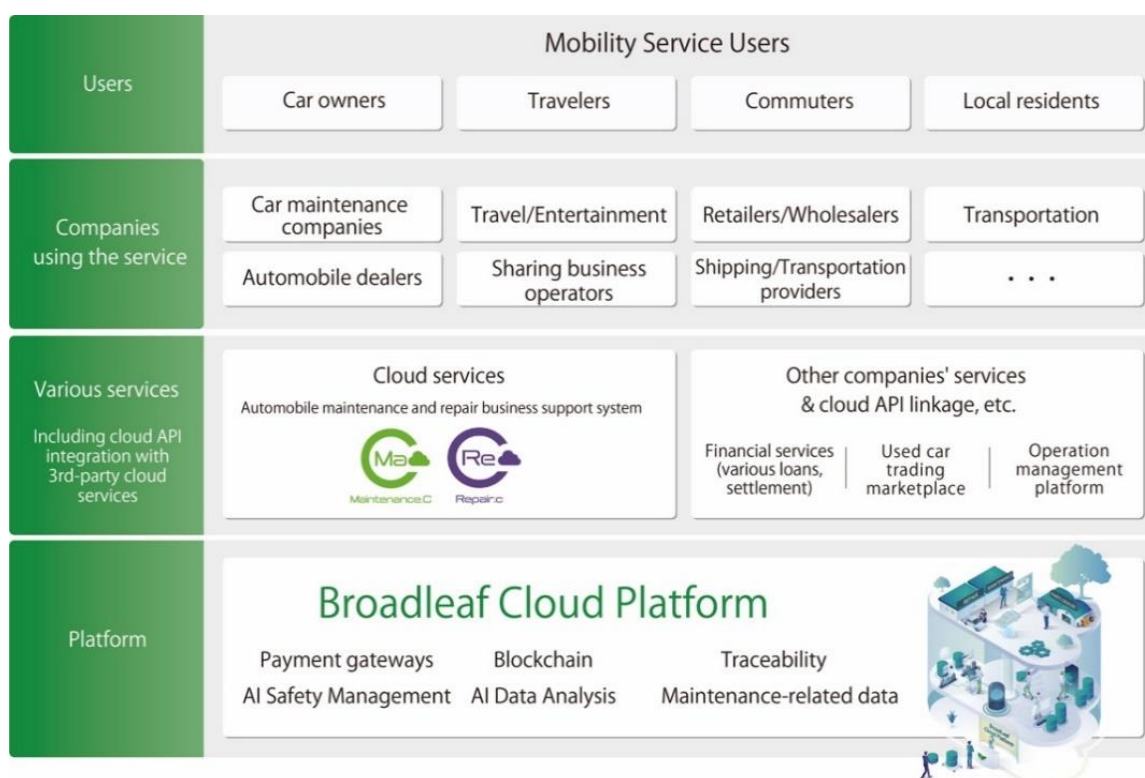 Users
Mobility Service Users
Car owners
Travelers
Commuters
Local residents
Companies
using the service
Car maintenance
companies
Travel/Entertainment
Retailers/Wholesalers
Transportation
Automobile dealers
Sharing business
operators
Shipping/Transportation
providers
・・・
Various services
Including cloud API
integration with
3rd-party cloud
services
Cloud services
Automobile maintenance and repair business support system
Ma
Maintenance.C
Re
Repair.c
Other companies' services
& cloud API linkage, etc.
Financial services
(various loans,
settlement)
Used car
trading
marketplace
Operation
management
platform
Platform
Broadleaf Cloud Platform
Payment gateways
Blockchain
Traceability
AI Safety Management
AI Data Analysis
Maintenance-related data